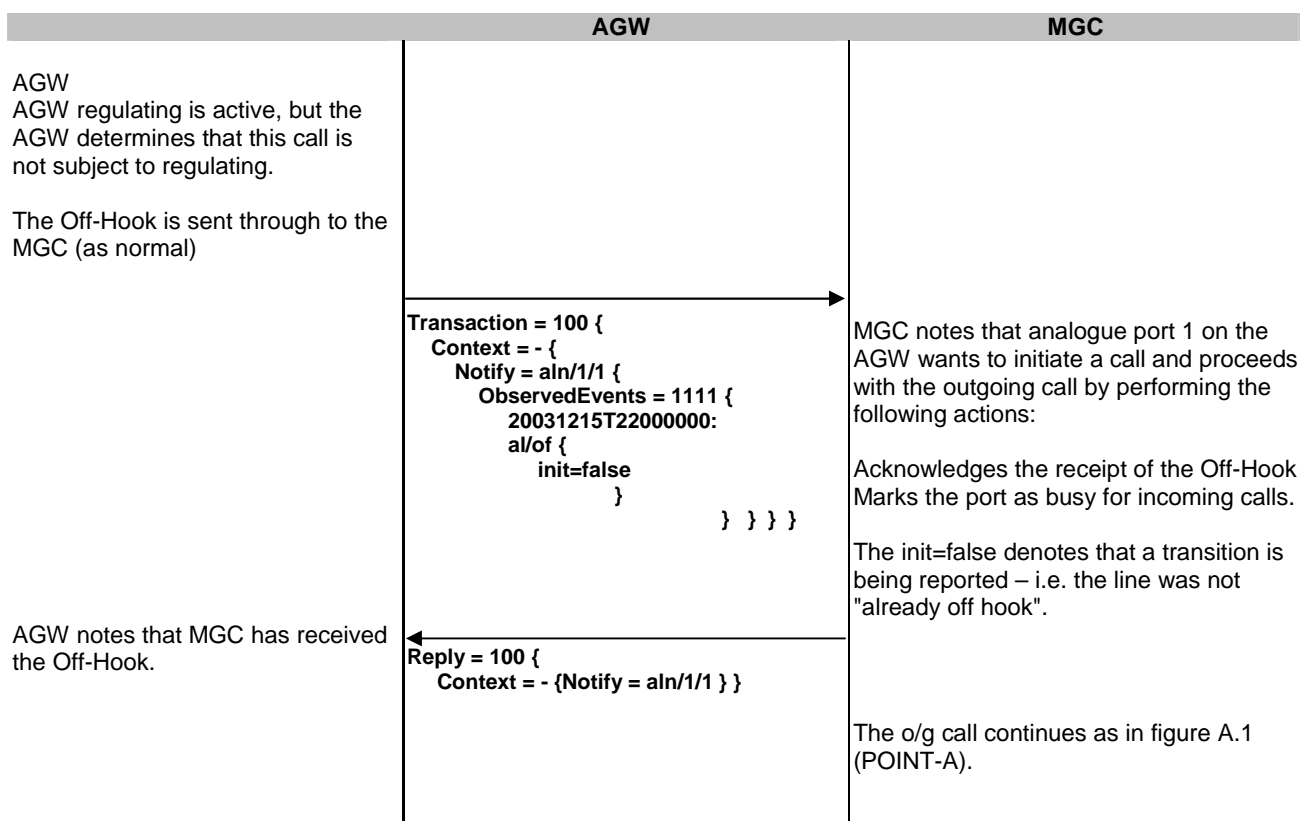 AGW MGC
AGW
AGW regulating is active, but the
AGW determines that this call is
not subject to regulating.
The Off-Hook is sent through to the
MGC (as normal)
Transaction = 100 {
Context = - {
Notify = aln/1/1 {
ObservedEvents = 1111 {
20031215T22000000:
al/of {
init=false
}
} } } }
MGC notes that analogue port 1 on the
AGW wants to initiate a call and proceeds
with the outgoing call by performing the
following actions:
Acknowledges the receipt of the Off-Hook
Marks the port as busy for incoming calls.
The init=false denotes that a transition is
being reported – i.e. the line was not
"already off hook".
AGW notes that MGC has received
the Off-Hook.
Reply = 100 {
Context = - {Notify = aln/1/1 } }
The o/g call continues as in figure A.1
(POINT-A).